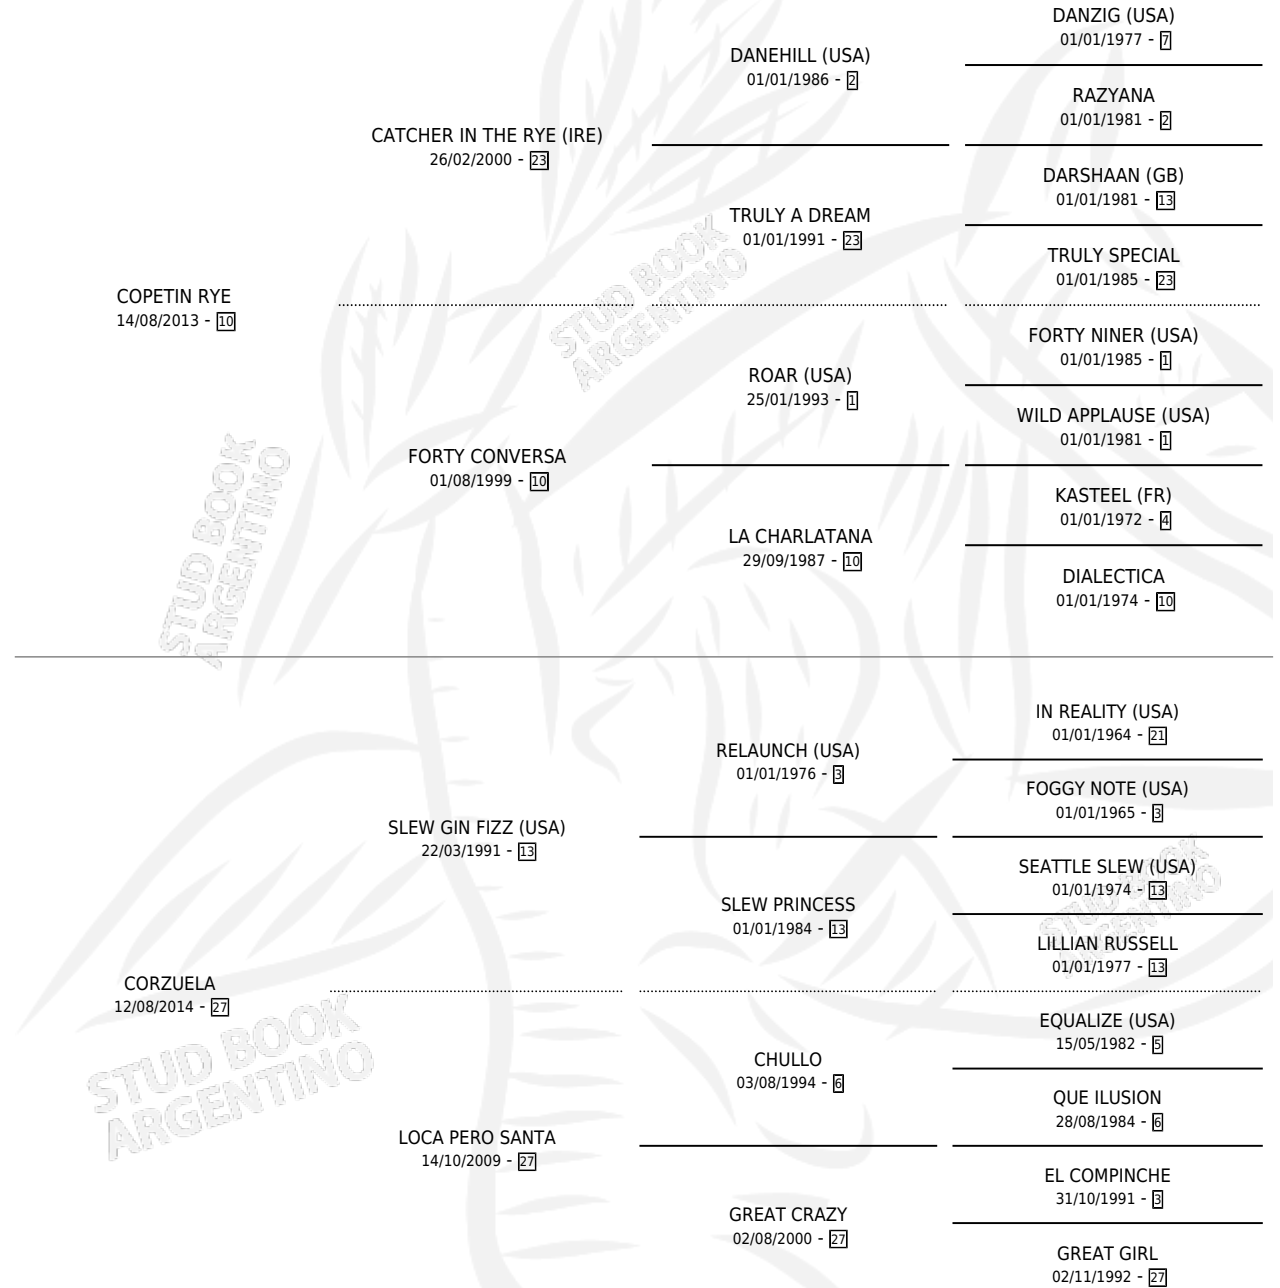 DANZIG (USA)
01/01/1977 - 7
DANEHILL (USA)
01/01/1986 - 2
RAZYANA
01/01/1981 - 2
CATCHER IN THE RYE (IRE)
26/02/2000 - 23
DARSHAAN (GB)
01/01/1981 - 13
TRULY A DREAM
01/01/1991 - 23
TRULY SPECIAL
01/01/1985 - 23
COPETIN RYE
14/08/2013 - 10
FORTY NINER (USA)
01/01/1985 - 1
ROAR (USA)
25/01/1993 - 1
WILD APPLAUSE (USA)
01/01/1981 - 1
FORTY CONVERSA
01/08/1999 - 10
KASTEEL (FR)
01/01/1972 - 4
LA CHARLATANA
29/09/1987 - 10
DIALECTICA
01/01/1974 - 10
STUD BOOK
ARGENTINO
STUD BOOK
ARGENTINO
IN REALITY (USA)
01/01/1964 - 21
RELAUNCH (USA)
01/01/1976 - 3
FOGGY NOTE (USA)
01/01/1965 - 3
SLEW GIN FIZZ (USA)
22/03/1991 - 13
SEATTLE SLEW (USA)
01/01/1974 - 13
SLEW PRINCESS
01/01/1984 - 13
LILLIAN RUSSELL
01/01/1977 - 13
CORZUELA
12/08/2014 - 27
EQUALIZE (USA)
15/05/1982 - 5
CHULLO
03/08/1994 - 6
QUE ILUSION
28/08/1984 - 6
LOCA PERO SANTA
14/10/2009 - 27
EL COMPINCHE
31/10/1991 - 3
GREAT CRAZY
02/08/2000 - 27
GREAT GIRL
02/11/1992 - 27
STUD BOOK
ARGENTINO
STUD BOOK
ARGENTINO